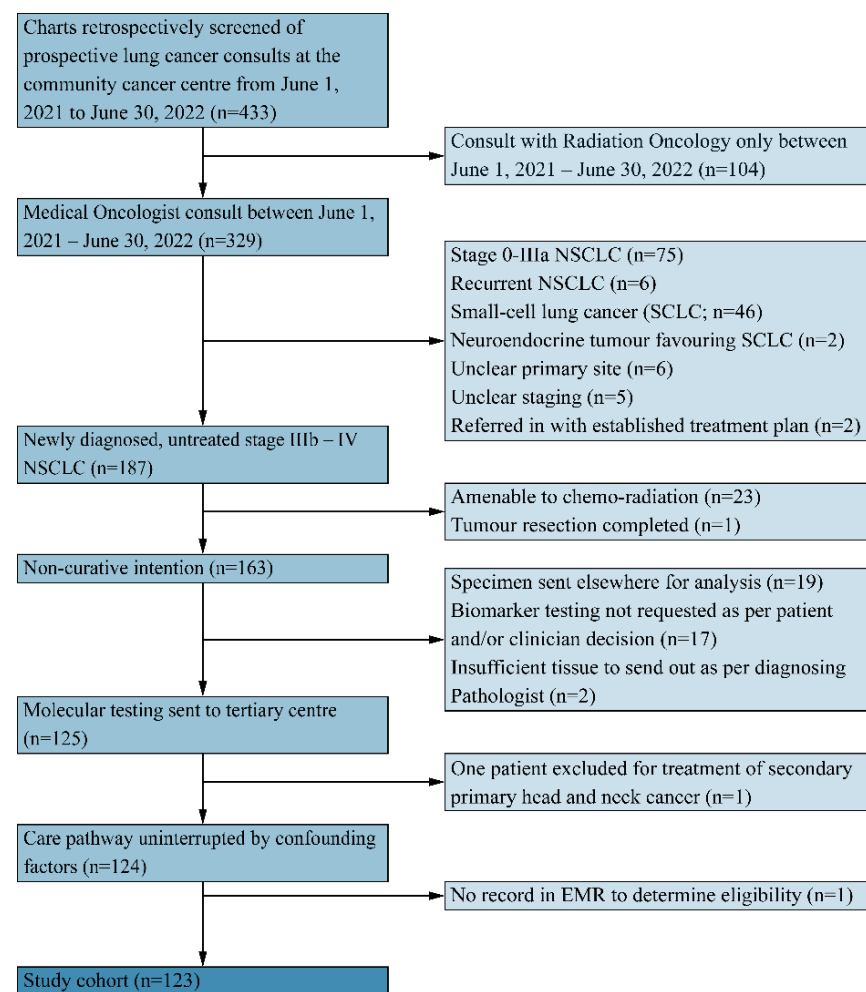 Charts retrospectively screened of
prospective lung cancer consults at the
community cancer centre from June 1,
2021 to June 30, 2022 (n=433)
Consult with Radiation Oncology only between
June 1, 2021 – June 30, 2022 (n=104)
Medical Oncologist consult between June 1,
2021 – June 30, 2022 (n=329)
Stage 0-IIIa NSCLC (n=75)
Recurrent NSCLC (n=6)
Small-cell lung cancer (SCLC; n=46)
Neuroendocrine tumour favouring SCLC (n=2)
Unclear primary site (n=6)
Unclear staging (n=5)
Referred in with established treatment plan (n=2)
Newly diagnosed, untreated stage IIIb – IV
NSCLC (n=187)
Amenable to chemo-radiation (n=23)
Tumour resection completed (n=1)
Non-curative intention (n=163)
Specimen sent elsewhere for analysis (n=19)
Biomarker testing not requested as per patient
and/or clinician decision (n=17)
Insufficient tissue to send out as per diagnosing
Pathologist (n=2)
Molecular testing sent to tertiary centre
(n=125)
One patient excluded for treatment of secondary
primary head and neck cancer (n=1)
Care pathway uninterrupted by confounding
factors (n=124)
No record in EMR to determine eligibility (n=1)
Study cohort (n=123)